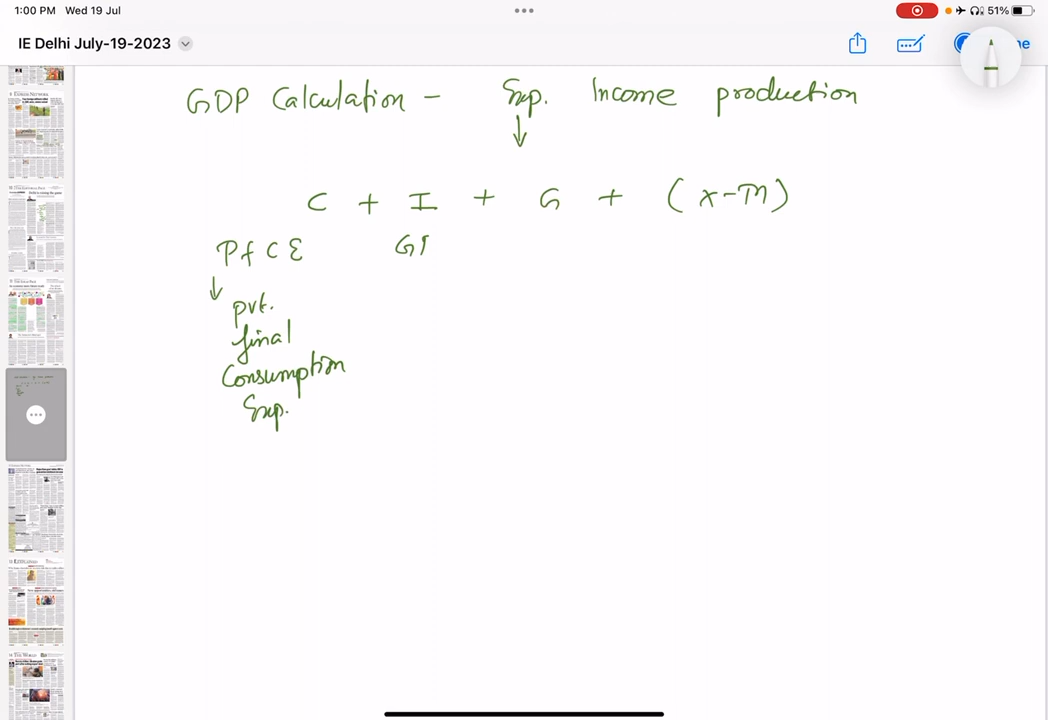 1:00 PM Wed 19 Jul
51%
IE Delhi July-19-2023
GDP Calculation - Exp. Income production
C + I + G + (X-M)
PfCE GF
pvt.
final
Consumption
Exp.